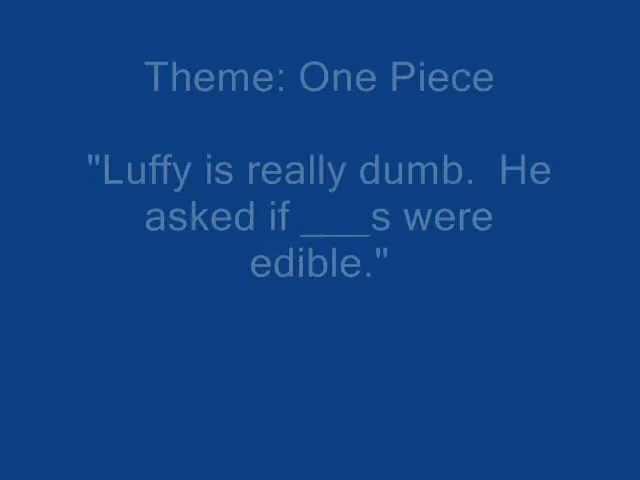 Theme: One Piece
"Luffy is really dumb.  He
asked if ___s were
edible."